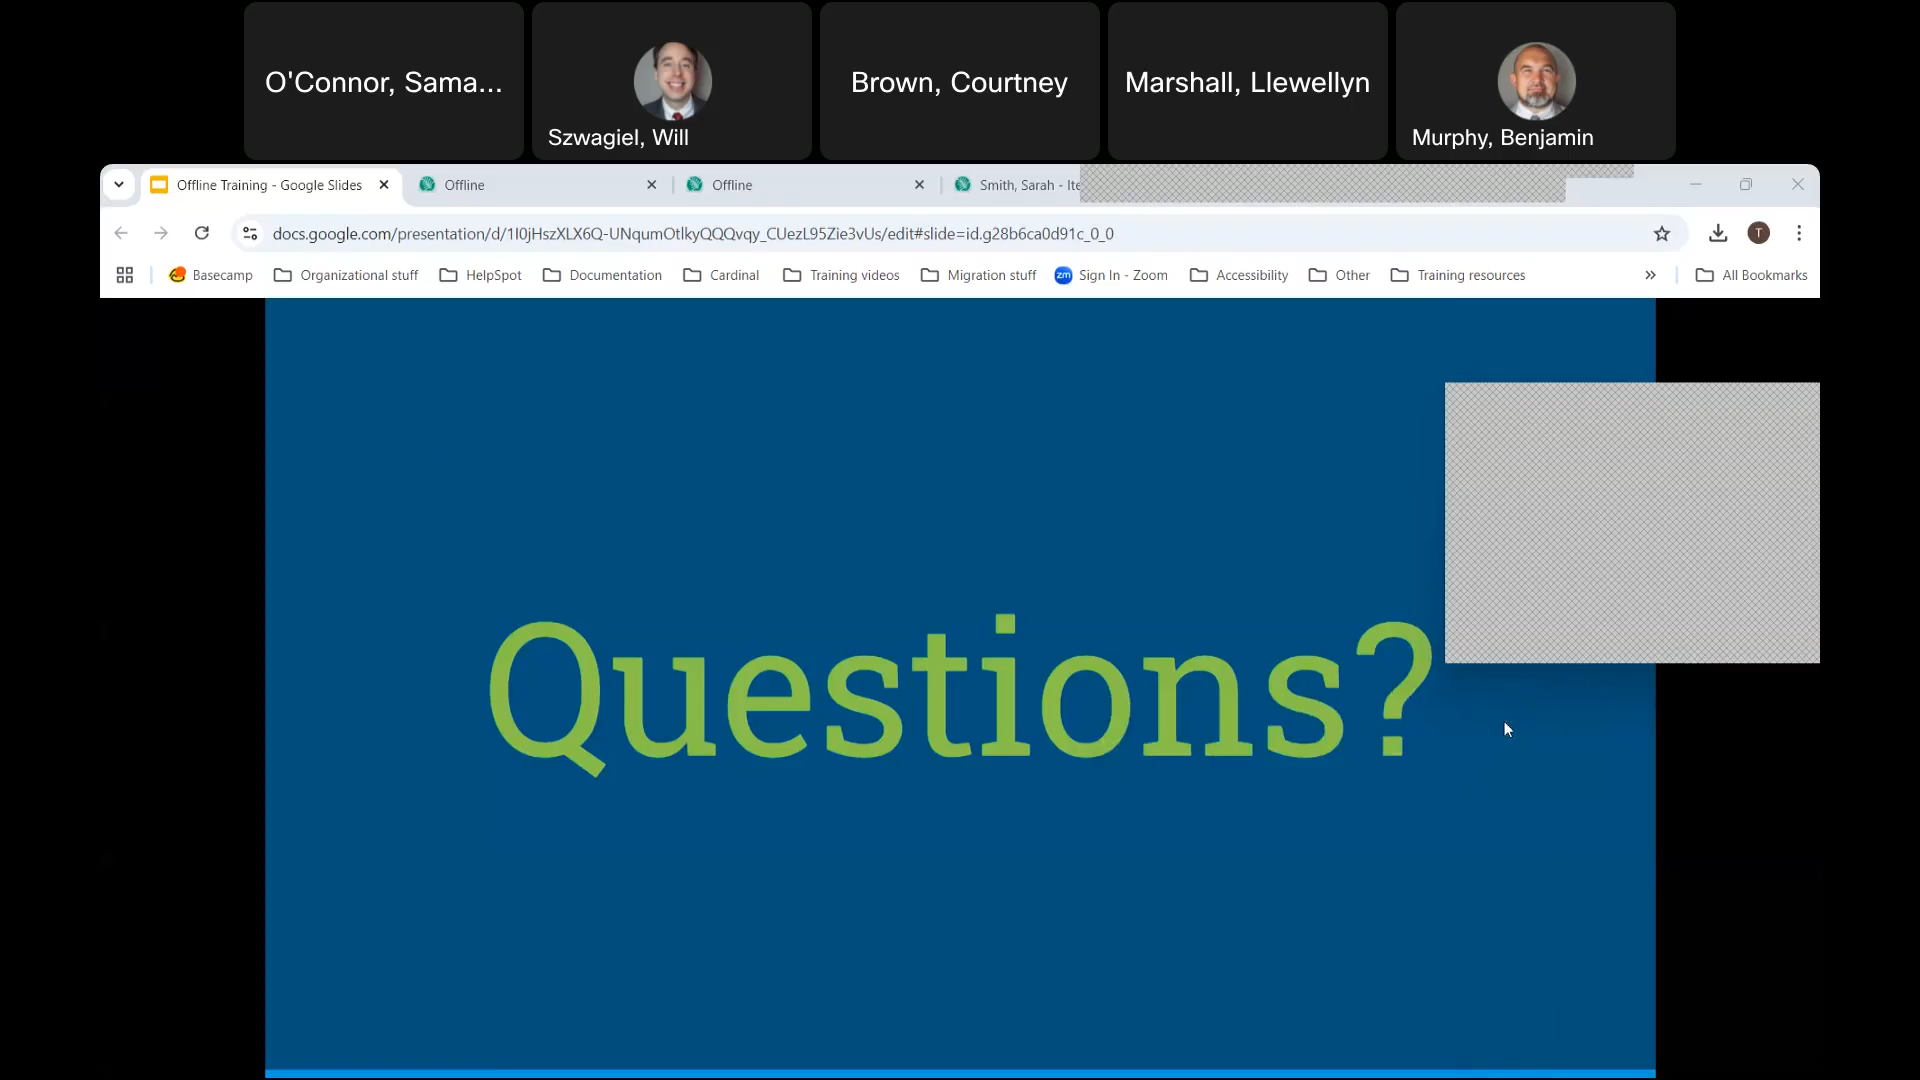 O'Connor, Sama...
Szwagiel, Will
Brown, Courtney
Marshall, Llewellyn
Murphy, Benjamin
Offline Training - Google Slides
Offline
Offline
Smith, Sarah - Ite
docs.google.com/presentation/d/1I0jHszXLX6Q-UNqumOtlkyQQQvqy_CUezL95Zie3vUs/edit#slide=id.g28b6ca0d91c_0_0
T
Basecamp
Organizational stuff
HelpSpot
Documentation
Cardinal
Training videos
Migration stuff
zm
Sign In - Zoom
Accessibility
Other
Training resources
»
All Bookmarks
Questions?